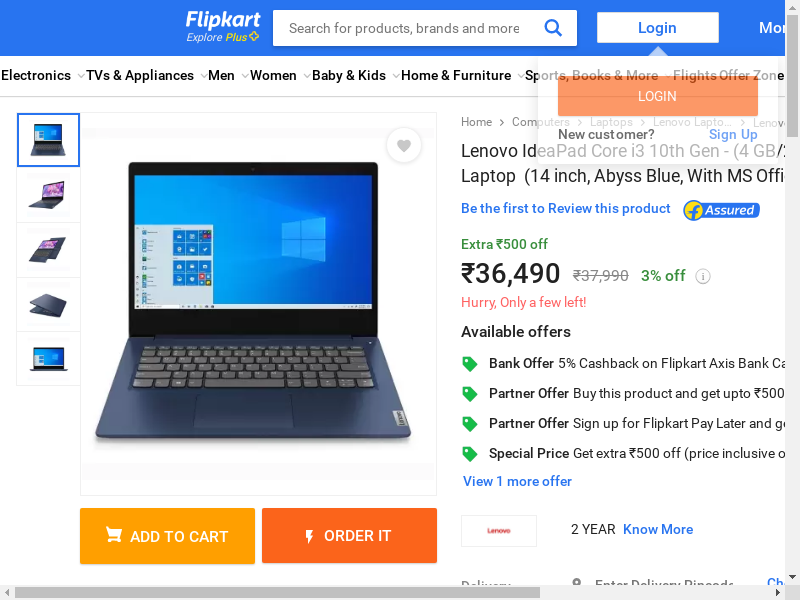 Flipkart
Explore Plus
Search for products, brands and more
Login
Electronics
TVs & Appliances
Men
Women
Baby & Kids
Home & Furniture
Sports, Books & More
Flights
Offer Zone
LOGIN
New customer?
Sign Up
Home
Computers
Laptops
Lenovo Lapto...
Lenovo
Lenovo IdeaPad Core i3 10th Gen - (4 GB/
Laptop (14 inch, Abyss Blue, With MS Offi
Be the first to Review this product
Assured
Extra ₹500 off
₹36,490 ₹37,990 3% off
Hurry, Only a few left!
Available offers
Bank Offer 5% Cashback on Flipkart Axis Bank Ca
Partner Offer Buy this product and get upto ₹500
Partner Offer Sign up for Flipkart Pay Later and ge
Special Price Get extra ₹500 off (price inclusive o
View 1 more offer
ADD TO CART
ORDER IT
Lenovo
Lenovo
2 YEAR Know More
Delivery
Enter Delivery Pincode